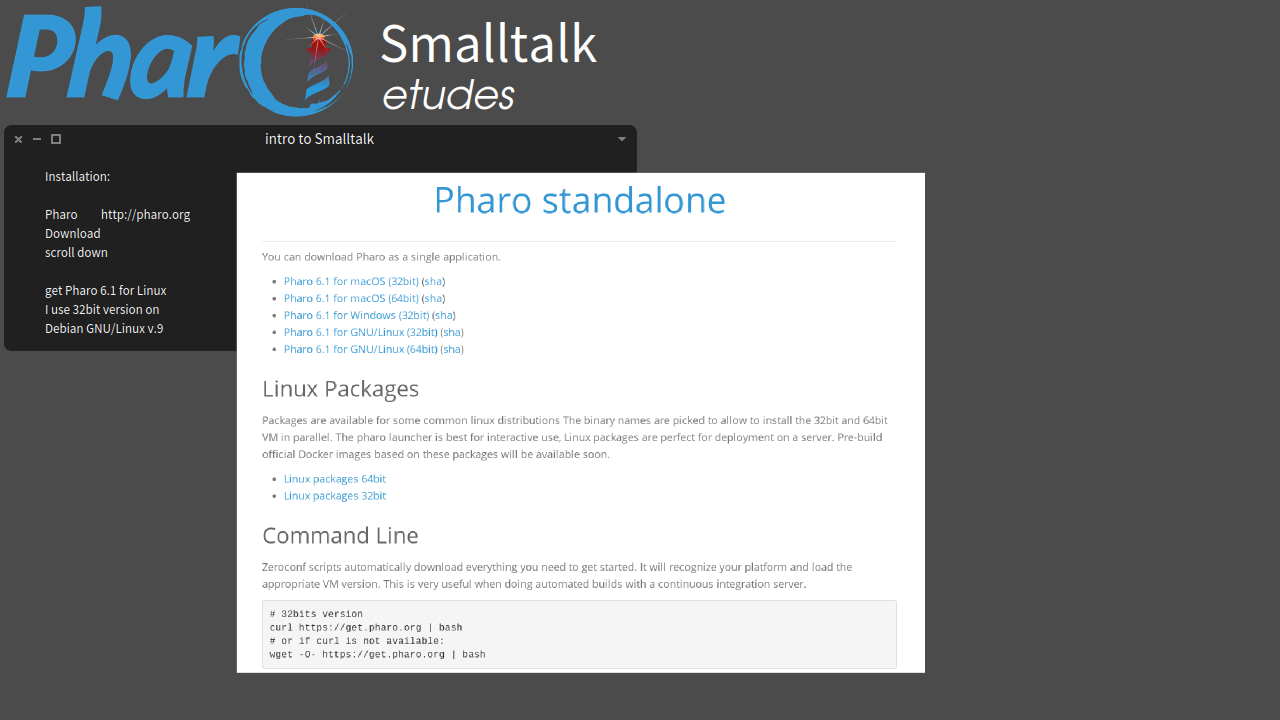 Pharo
Smalltalk
etudes
intro to Smalltalk
Installation:
Pharo http://pharo.org
Download
scroll down
get Pharo 6.1 for Linux
I use 32bit version on
Debian GNU/Linux v.9
Pharo standalone
You can download Pharo as a single application.
• Pharo 6.1 for macOS (32bit) (sha)
• Pharo 6.1 for macOS (64bit) (sha)
• Pharo 6.1 for Windows (32bit) (sha)
• Pharo 6.1 for GNU/Linux (32bit) (sha)
• Pharo 6.1 for GNU/Linux (64bit) (sha)
Linux Packages
Packages are available for some common linux distributions The binary names are picked to allow to install the 32bit and 64bit
VM in parallel. The pharo launcher is best for interactive use, Linux packages are perfect for deployment on a server. Pre-build
official Docker images based on these packages will be available soon.
• Linux packages 64bit
• Linux packages 32bit
Command Line
Zeroconf scripts automatically download everything you need to get started. It will recognize your platform and load the
appropriate VM version. This is very useful when doing automated builds with a continuous integration server.
# 32bits version
curl https://get.pharo.org | bash
# or if curl is not available:
wget -O- https://get.pharo.org | bash